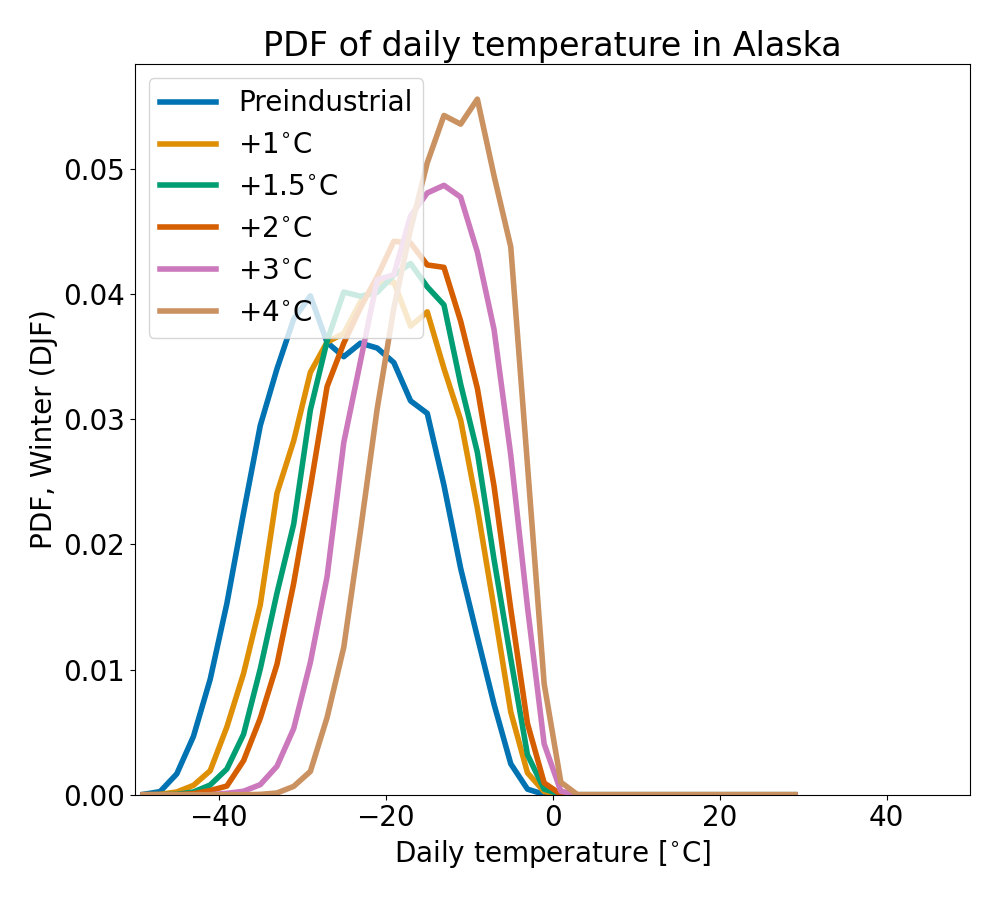 PDF of daily temperature in Alaska
Preindustrial
+1°C
+1.5°C
+2°C
+3°C
+4°C
PDF, Winter (DJF)
0.05
0.04
0.03
0.02
0.01
0.00
−40
−20
0
20
40
Daily temperature [°C]